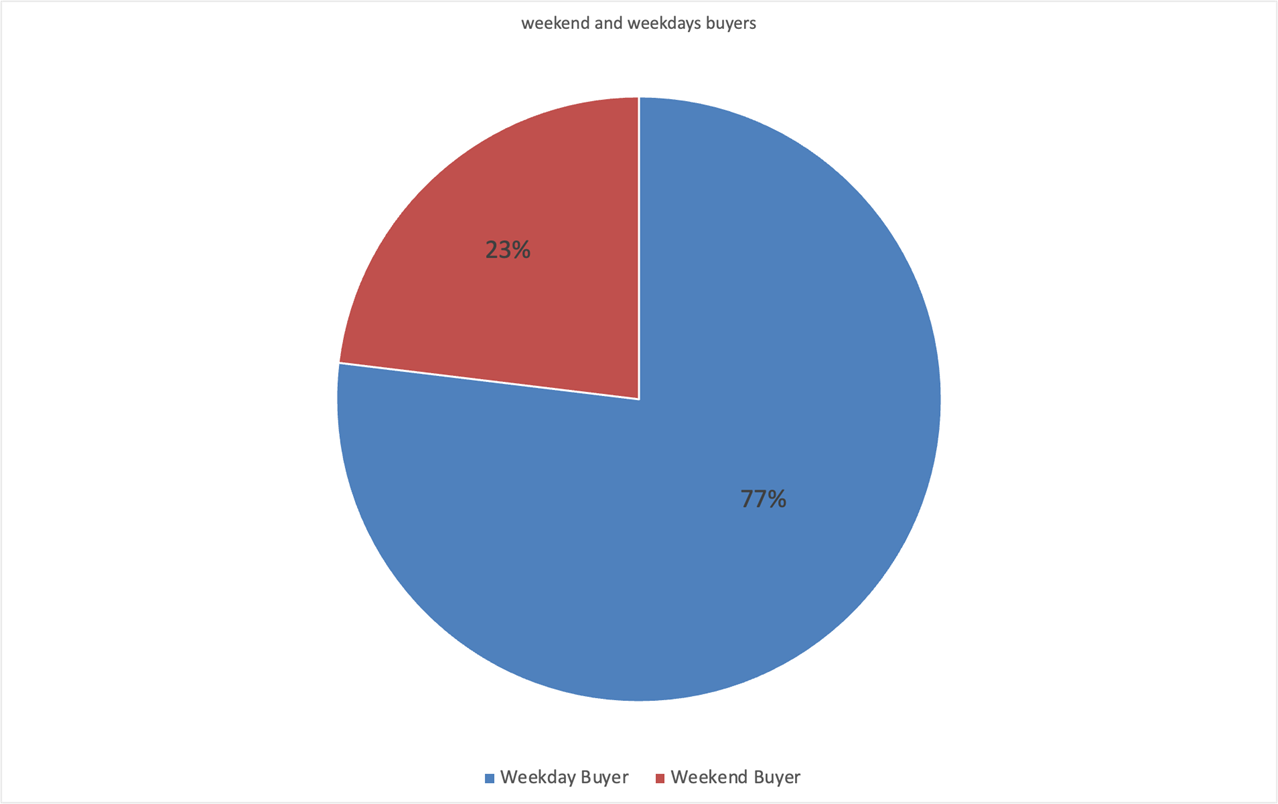 weekend and weekdays buyers
23%
77%
Weekday Buyer Weekend Buyer